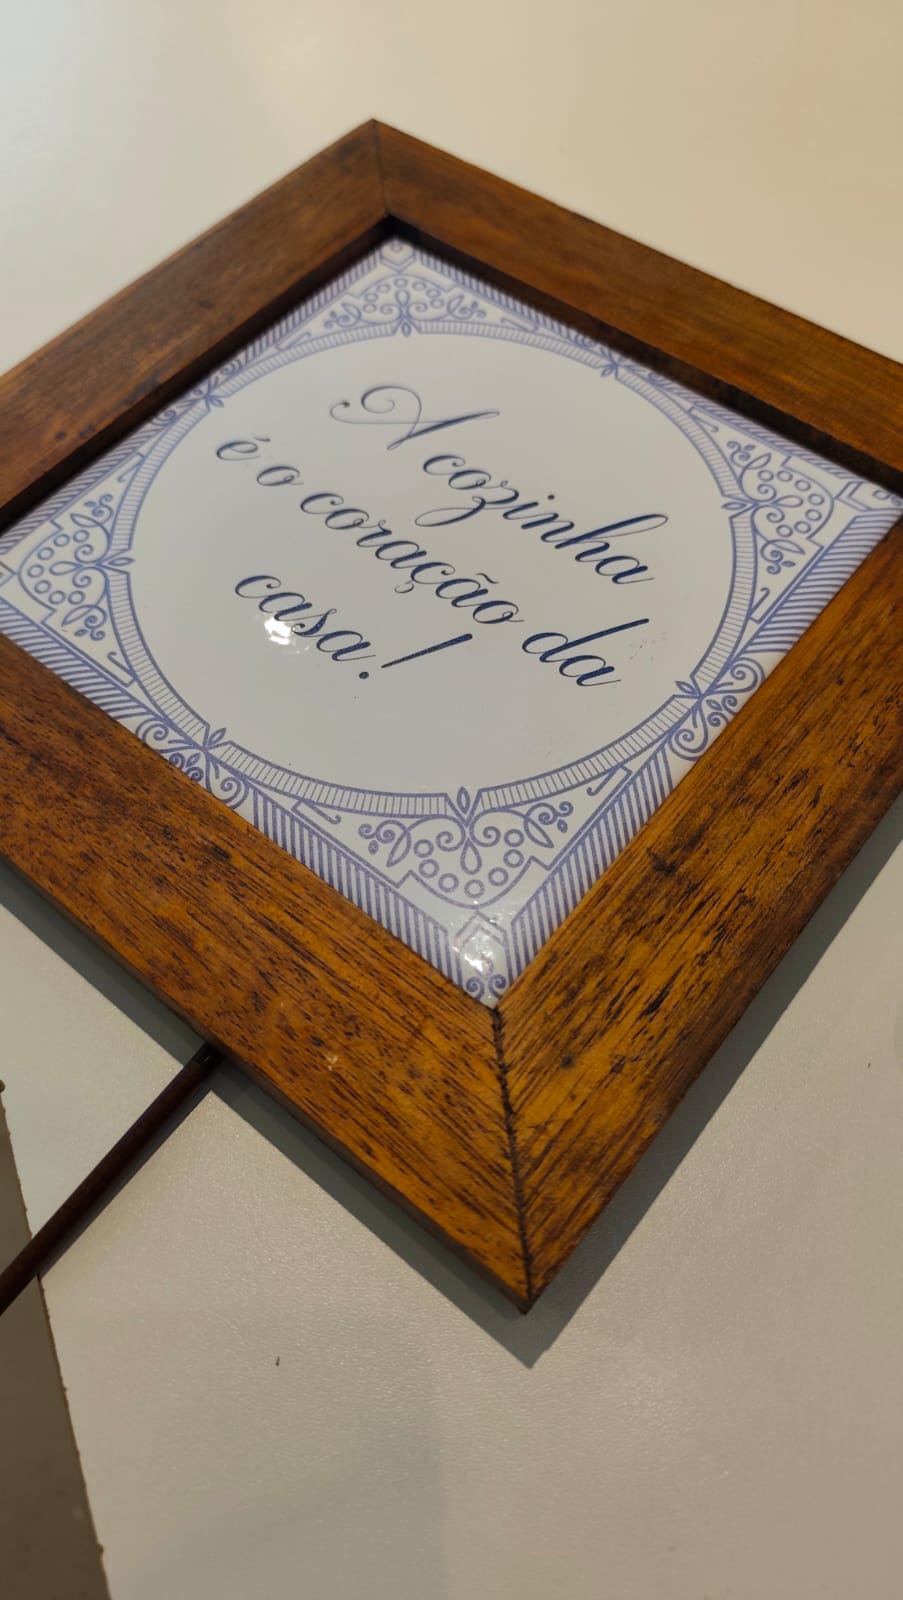 A cozinha
é o coração da
casa!